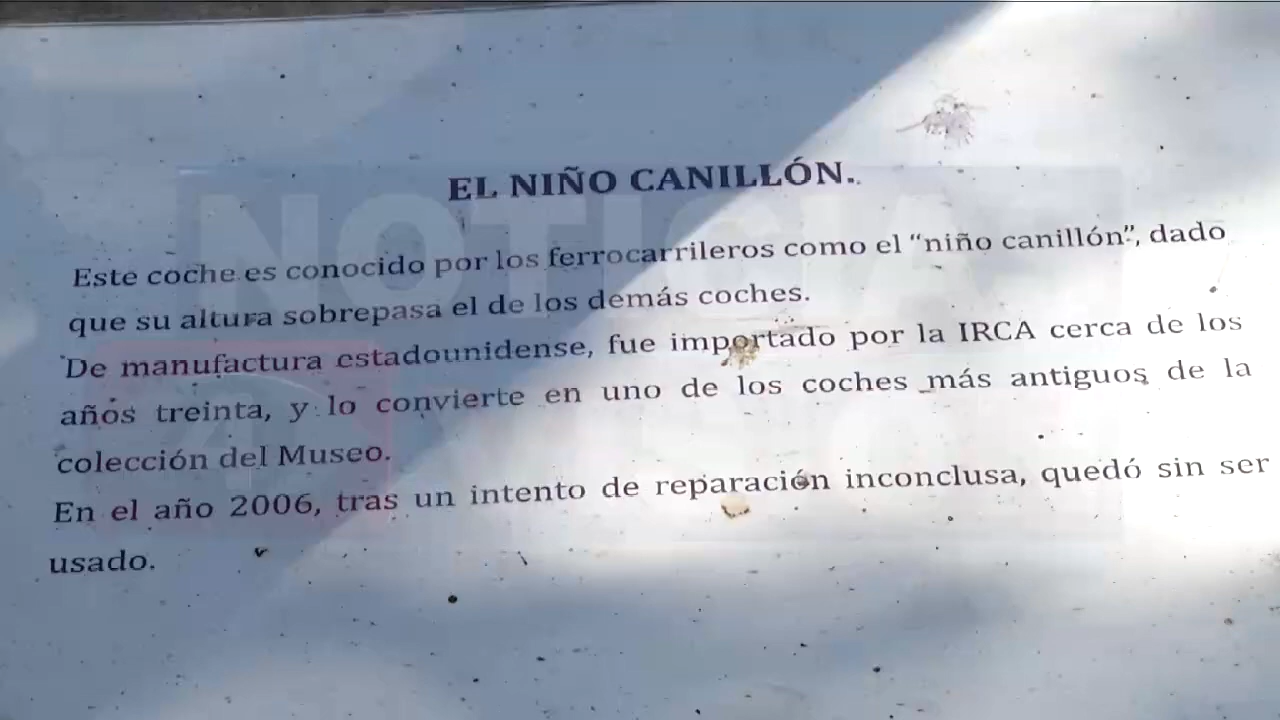 EL NIÑO CANILLÓN.
Este coche es conocido por los ferrocarrileros como el “niño canillón”, dado
que su altura sobrepasa el de los demás coches.
De manufactura estadounidense, fue importado por la IRCA cerca de los
años treinta, y lo convierte en uno de los coches más antiguos de la
colección del Museo.
En el año 2006, tras un intento de reparación inconclusa, quedó sin ser
usado.
NOTICIAS